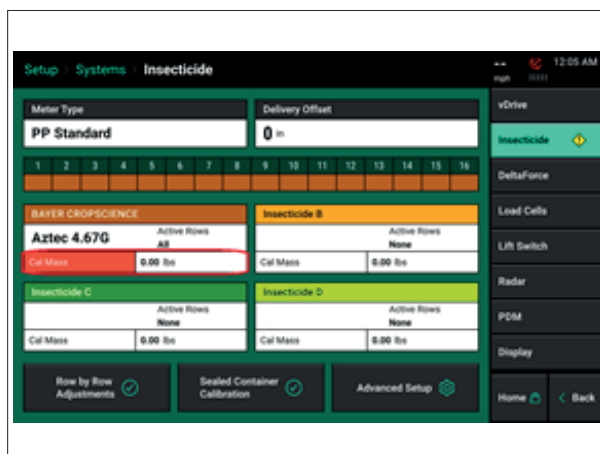 Setup > Systems > Insecticide
-- mph
12:05 AM
Meter Type
PP Standard
Delivery Offset
0 in
1 2 3 4 5 6 7 8 9 10 11 12 13 14 15 16
BAYER CROPSCIENCE
Aztec 4.67G
Active Rows
All
Cal Mass
0.00 lbs
Insecticide B
Active Rows
None
Cal Mass
0.00 lbs
Insecticide C
Active Rows
None
Cal Mass
0.00 lbs
Insecticide D
Active Rows
None
Cal Mass
0.00 lbs
Row by Row
Adjustments
Sealed Container
Calibration
Advanced Setup
vDrive
Insecticide
DeltaForce
Load Cells
Lift Switch
Radar
PDM
Display
Home
< Back